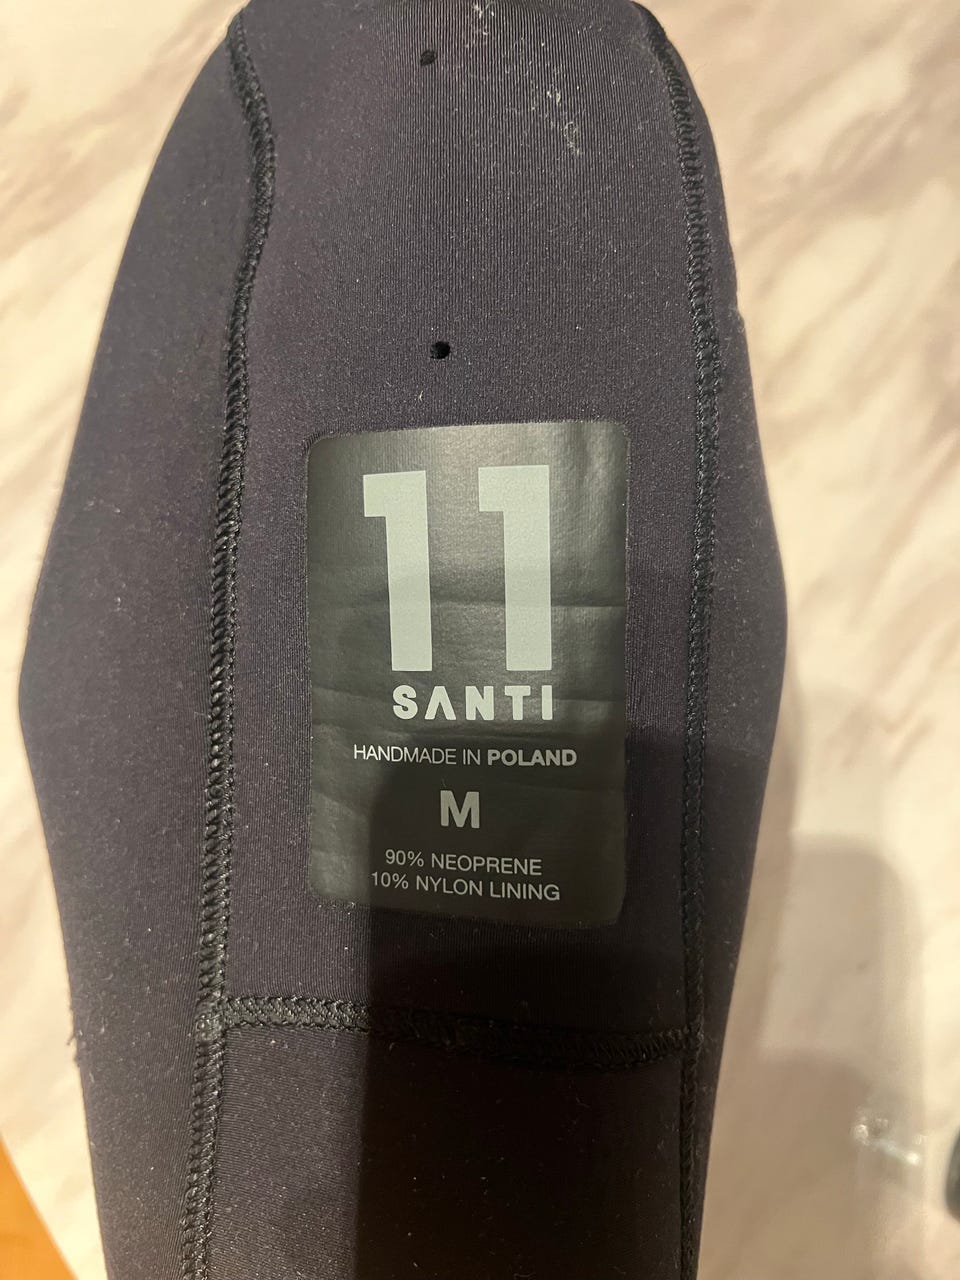 11
SANTI
HANDMADE IN POLAND
M
90% NEOPRENE
10% NYLON LINING